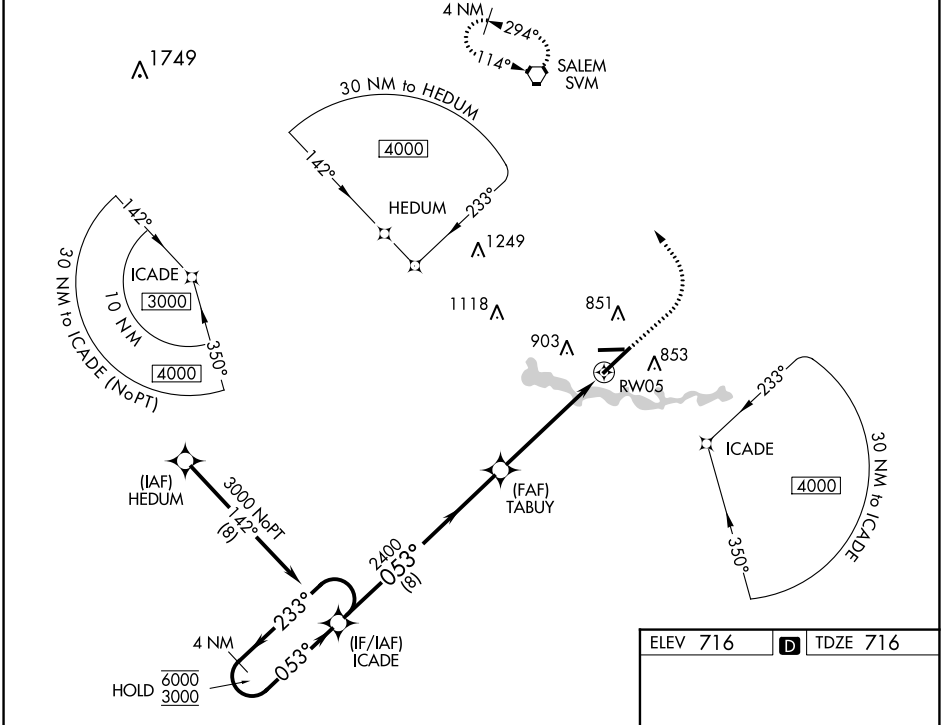 4 NM
294°
114°
SALEM
SVM
1749
30 NM to HEDUM
4000
142°
233°
HEDUM
1249
142°
ICADE
3000
10 NM
350°
4000
30 NM to ICADE (NoPT)
1118
851
903
853
RW05
233°
ICADE
4000
350°
30 NM to ICADE
(IAF)
HEDUM
3000 NoPT
142°
(8)
(FAF)
TABUY
2400
053°
(8)
233°
4 NM
053°
(IF/IAF)
ICADE
HOLD 6000
3000
ELEV 716 D TDZE 716